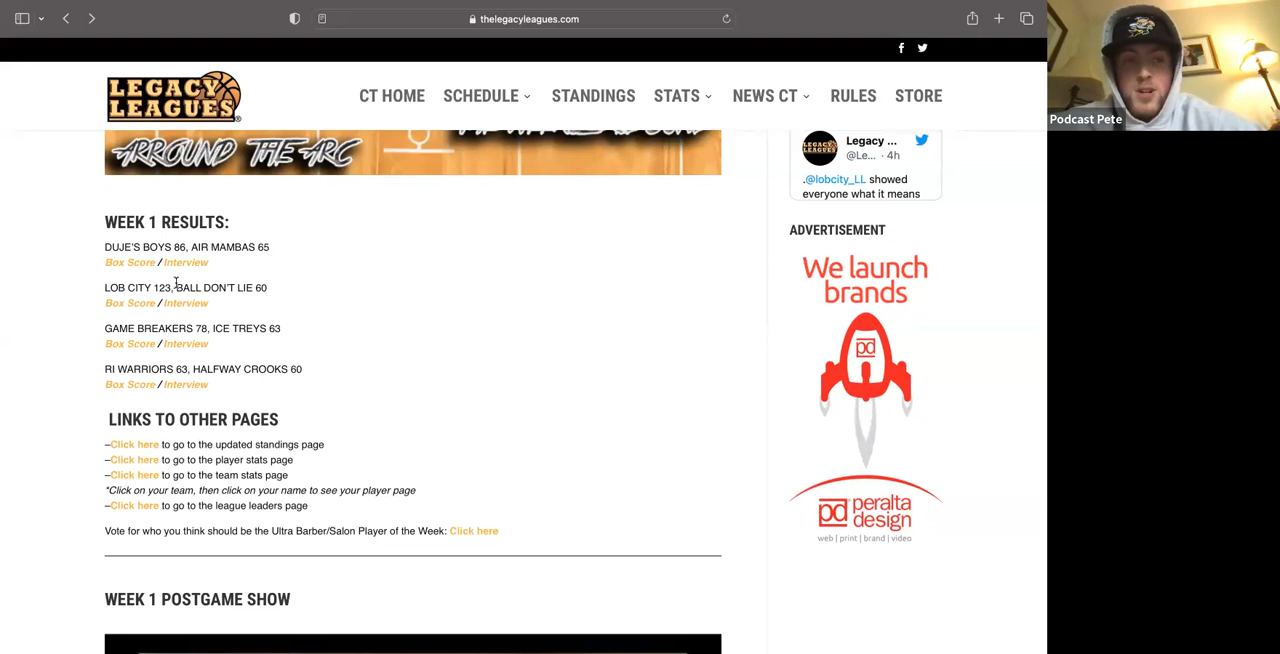 thelegacyleagues.com
LEGACY
LEAGUES
®
CT HOME SCHEDULE STANDINGS STATS NEWS CT RULES STORE
Podcast Pete
ARROUND THE ARC
Legacy ...
@Le... · 4h
.@lobcity_LL showed
everyone what it means
WEEK 1 RESULTS:
DUJE'S BOYS 86, AIR MAMBAS 65
Box Score / Interview
LOB CITY 123, BALL DON'T LIE 60
Box Score / Interview
GAME BREAKERS 78, ICE TREYS 63
Box Score / Interview
RI WARRIORS 63, HALFWAY CROOKS 60
Box Score / Interview
LINKS TO OTHER PAGES
–Click here to go to the updated standings page
–Click here to go to the player stats page
–Click here to go to the team stats page
*Click on your team, then click on your name to see your player page
–Click here to go to the league leaders page
Vote for who you think should be the Ultra Barber/Salon Player of the Week: Click here
WEEK 1 POSTGAME SHOW
ADVERTISEMENT
We launch
brands
pd
pd peralta
design
web | print | brand | video